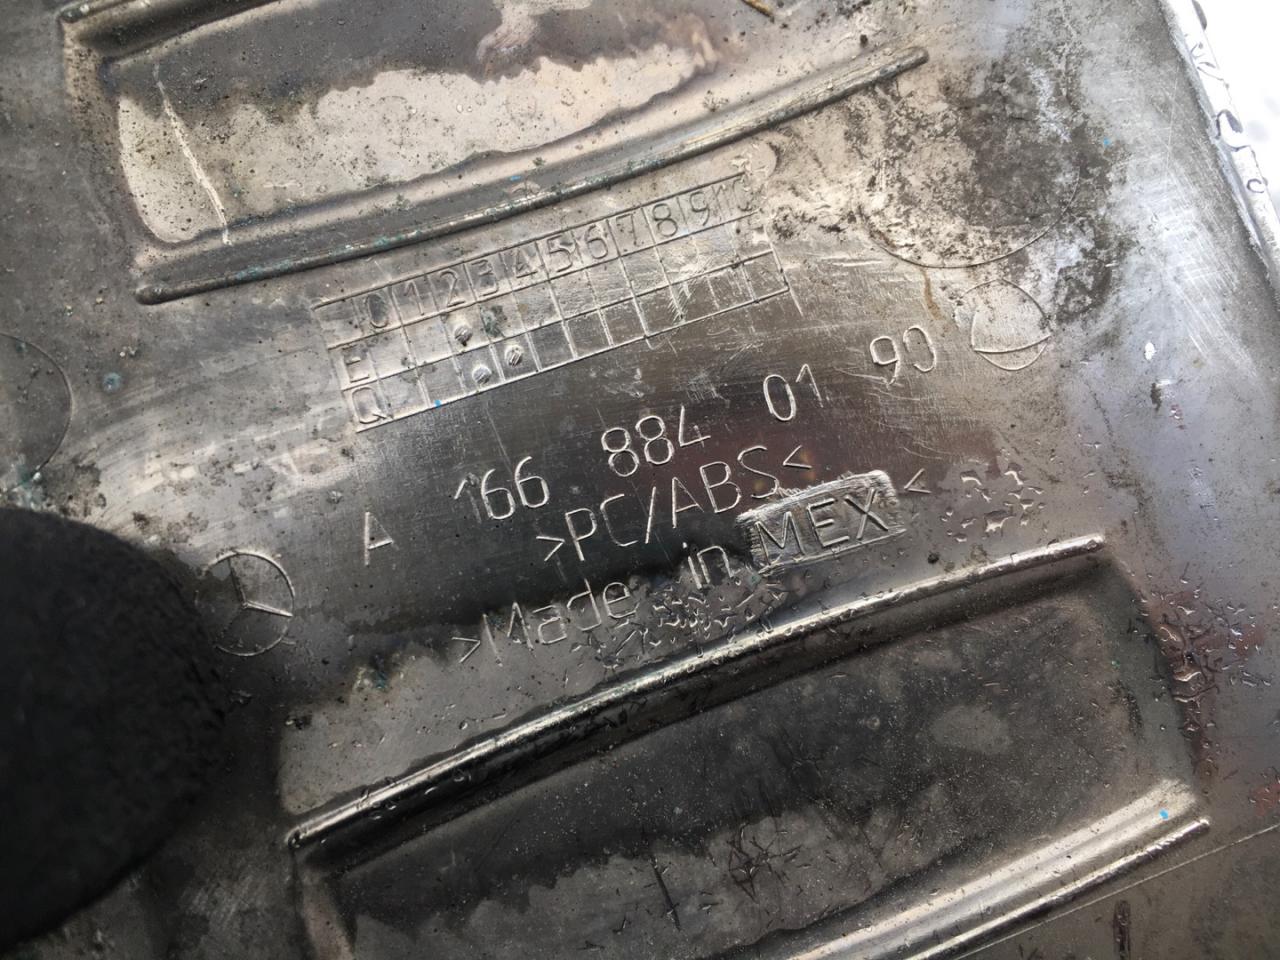 0 1 2 3 4 5 6 7 8 9 10
E
Q
A 166 884 01 90
>PC/ABS<
>Made in MEX<